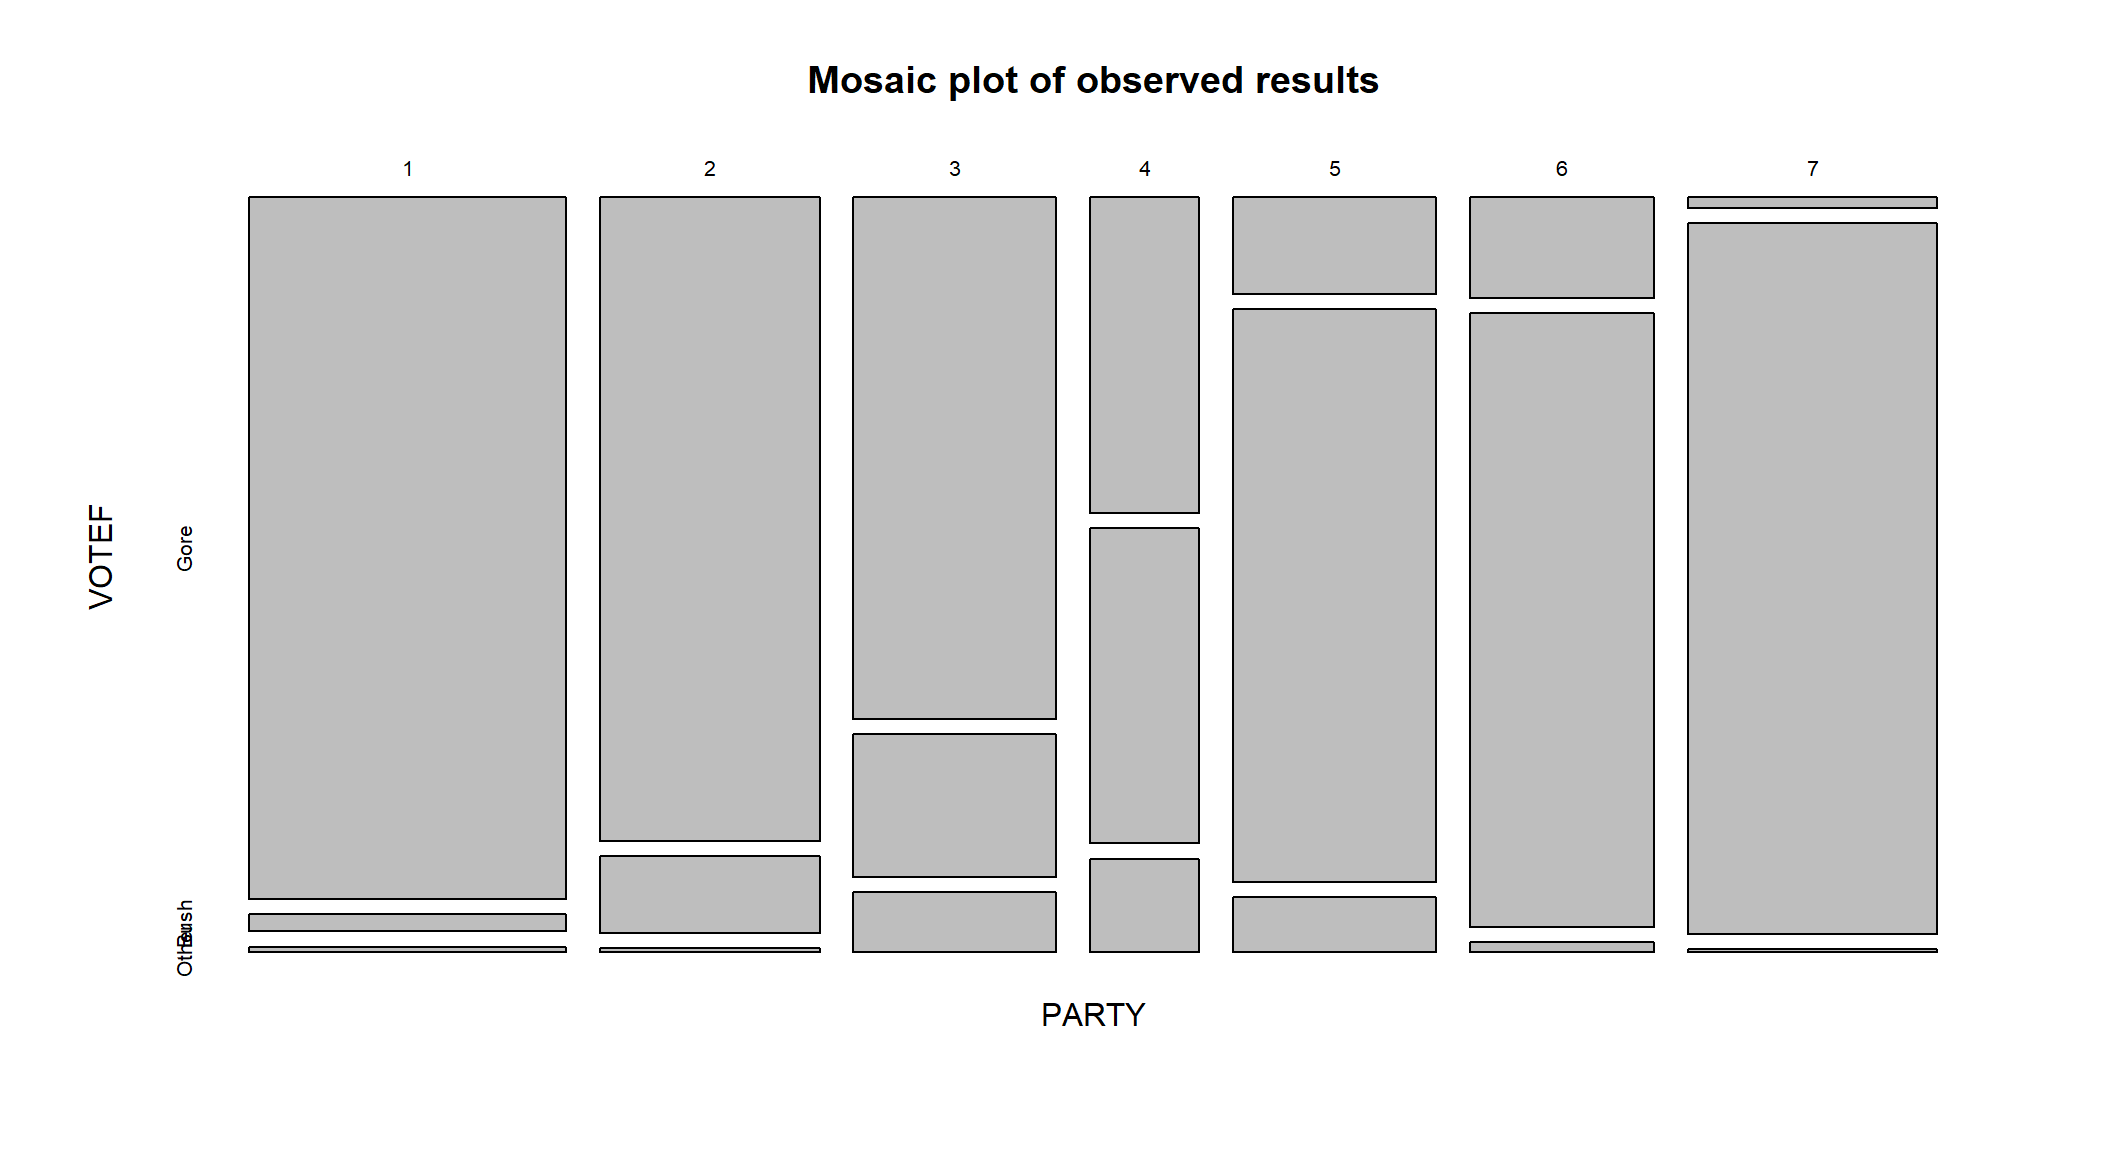 Mosaic plot of observed results
1 2 3 4 5 6 7
VOTEF
Gore
Bush
Other
PARTY